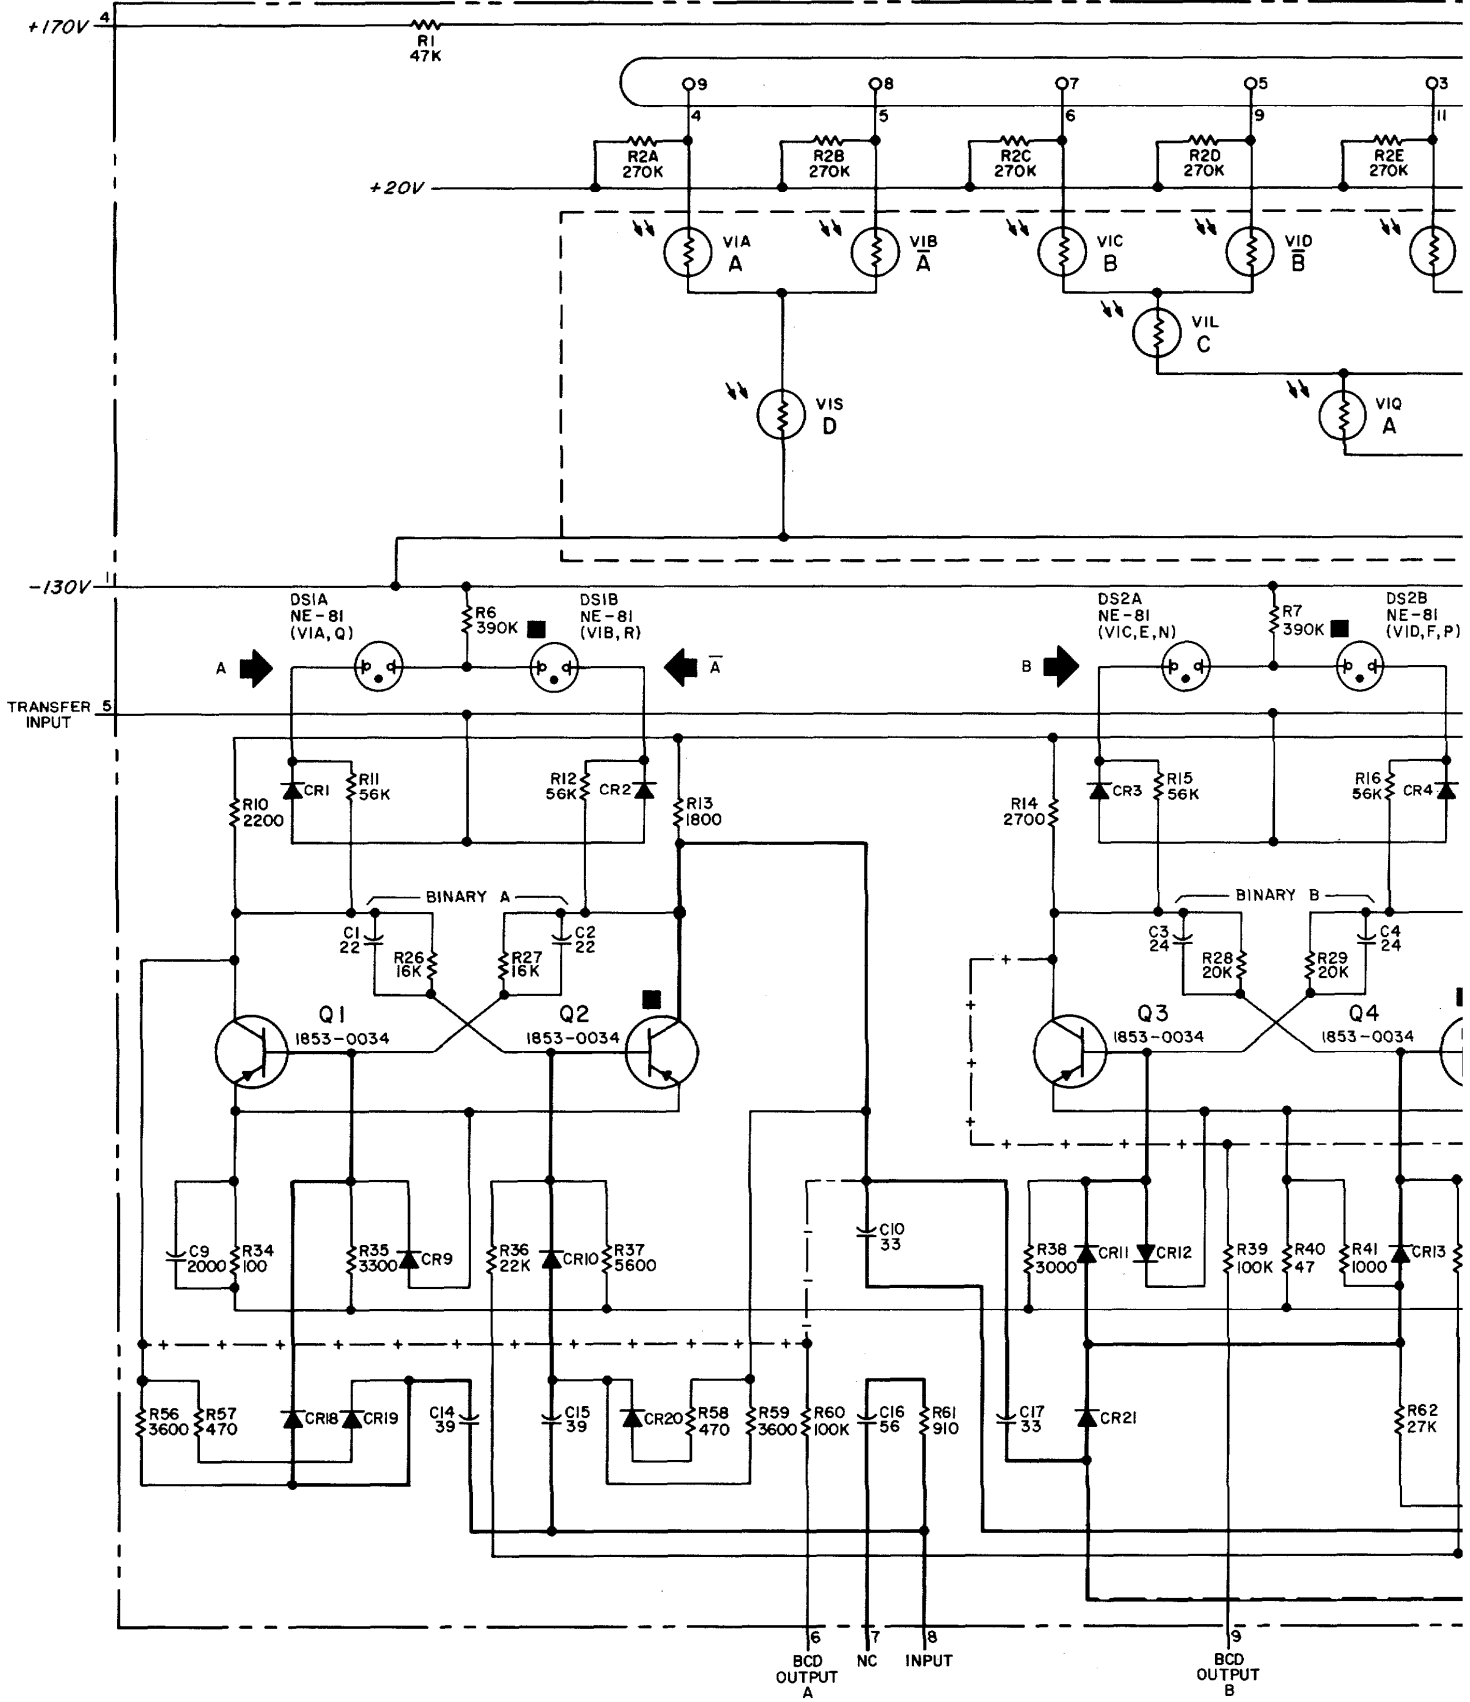 +170V 4
R1
47K
9 8 7 5 3
4 5 6 9 11
R2A
270K
R2B
270K
R2C
270K
R2D
270K
R2E
270K
+20V
V1A
A
V1B
A̅
V1C
B
V1D
B̅
V1L
C
V1S
D
V1Q
A
-130V 1
DS1A
NE-81
(V1A,Q)
R6
390K
DS1B
NE-81
(V1B,R)
DS2A
NE-81
(V1C,E,N)
R7
390K
DS2B
NE-81
(V1D,F,P)
A
A̅
B
TRANSFER 5
INPUT
R10
2200
CR1
R11
56K
R12
56K
CR2
R13
1800
R14
2700
CR3
R15
56K
R16
56K
CR4
BINARY A
BINARY B
C1
22
R26
16K
R27
16K
C2
22
C3
24
R28
20K
R29
20K
C4
24
Q1
1853-0034
Q2
1853-0034
Q3
1853-0034
Q4
1853-0034
+ + + + + +
C9
2000
R34
100
R35
3300
CR9
R36
22K
CR10
R37
5600
C10
33
R38
3000
CR11
CR12
R39
100K
R40
47
R41
1000
CR13
+ + + + + + + +
R56
3600
R57
470
CR18
CR19
C14
39
C15
39
CR20
R58
470
R59
3600
R60
100K
C16
56
R61
910
C17
33
CR21
R62
27K
6 7 8 9
BCD
OUTPUT
A
NC
INPUT
BCD
OUTPUT
B